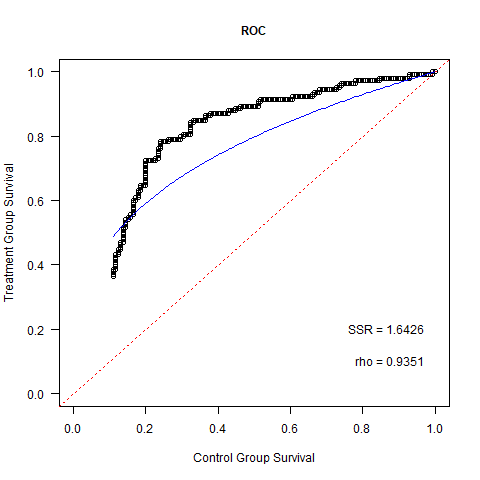 ROC
Treatment Group Survival
1.0
0.8
0.6
0.4
0.2
0.0
SSR = 1.6426
rho = 0.9351
0.0 0.2 0.4 0.6 0.8 1.0
Control Group Survival